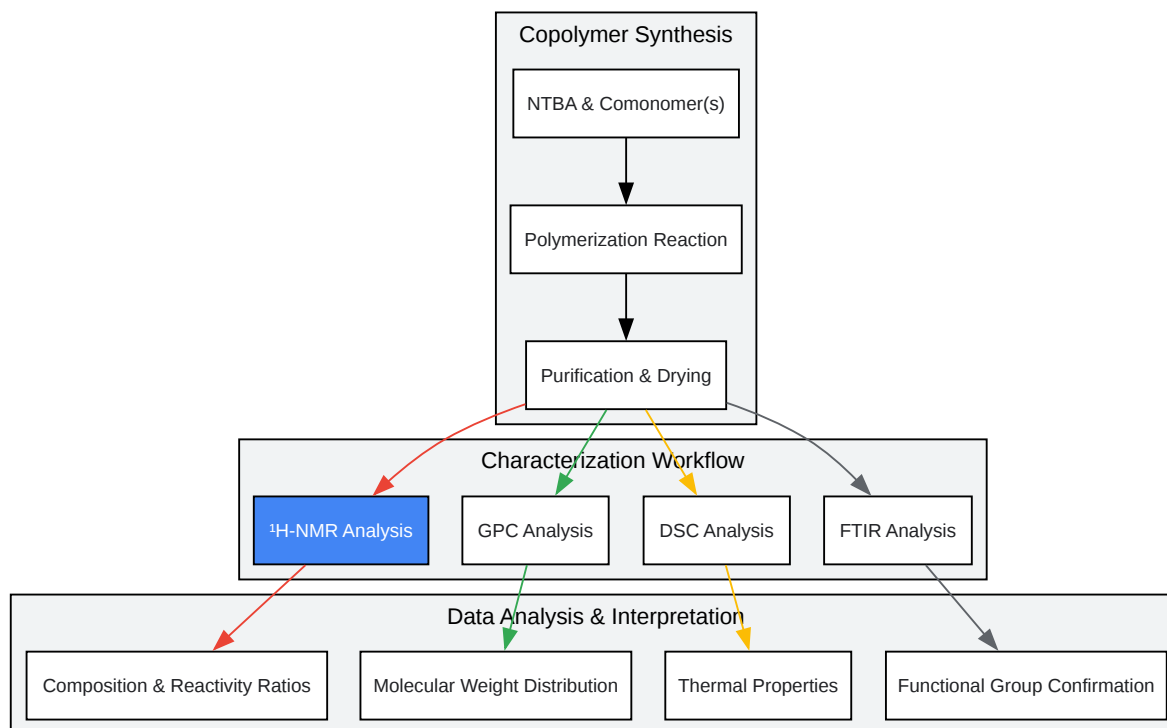 Copolymer Synthesis
NTBA & Comonomer(s)
Polymerization Reaction
Purification & Drying
Characterization Workflow
¹H-NMR Analysis
GPC Analysis
DSC Analysis
FTIR Analysis
Data Analysis & Interpretation
Composition & Reactivity Ratios
Molecular Weight Distribution
Thermal Properties
Functional Group Confirmation